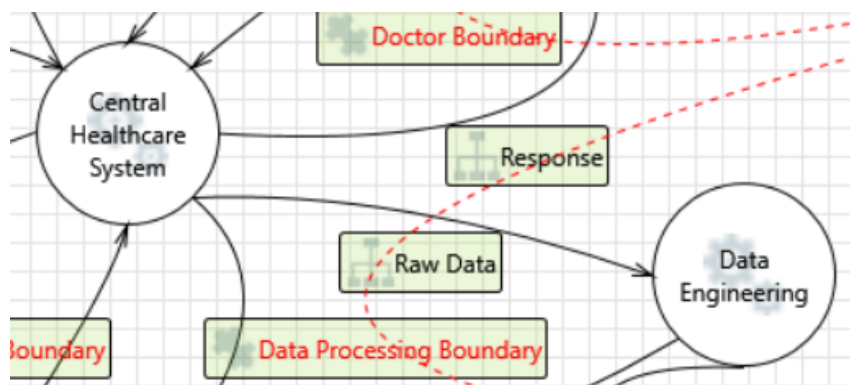 Doctor Boundary
Central
Healthcare
System
Response
Raw Data
Data
Engineering
Boundary
Data Processing Boundary